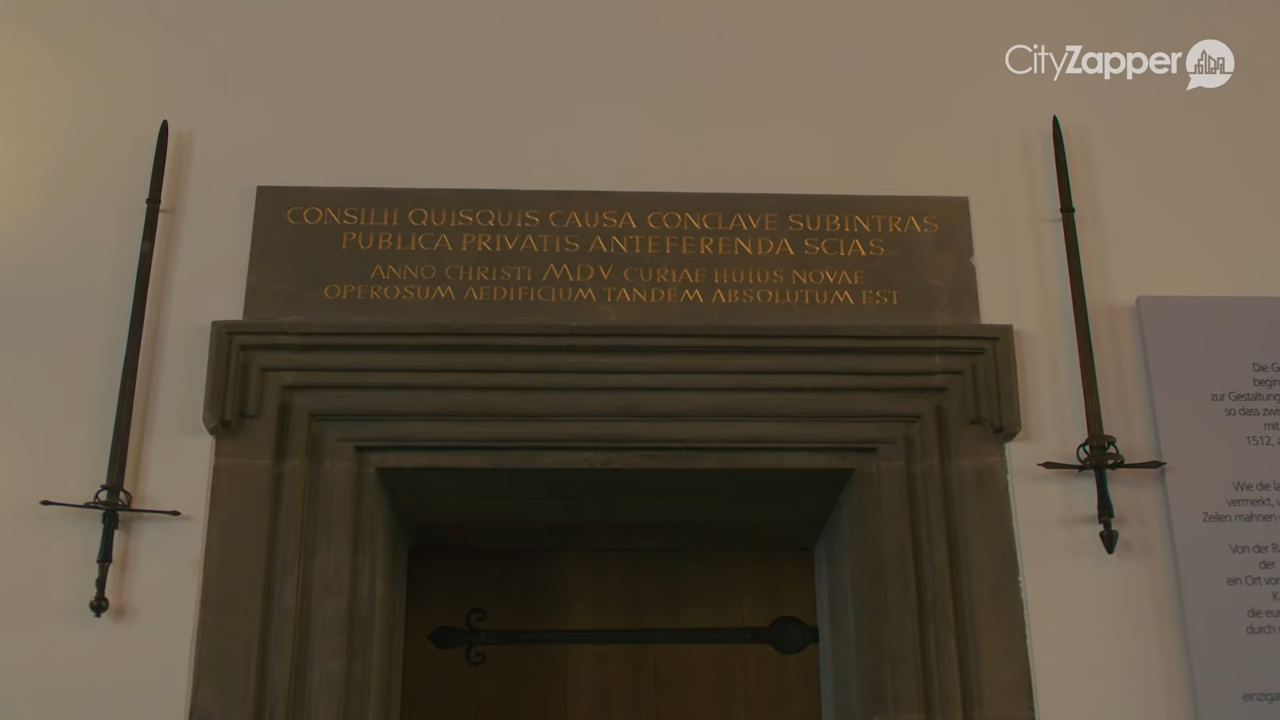 CityZapper
CONSILII QUISQUIS CAUSA CONCLAVE SUBINTRAS
PUBLICA PRIVATIS ANTEFERENDA SCIAS
ANNO CHRISTI MDV CURIAE HUIUS NOVAE
OPEROSUM AEDIFICIUM TANDEM ABSOLUTUM EST
Die
begin
zur Gestaltung
so dass
mit
1512,
Wie die
vermerkt,
Zeilen mahnen
Von der
der
ein Ort
die
durch